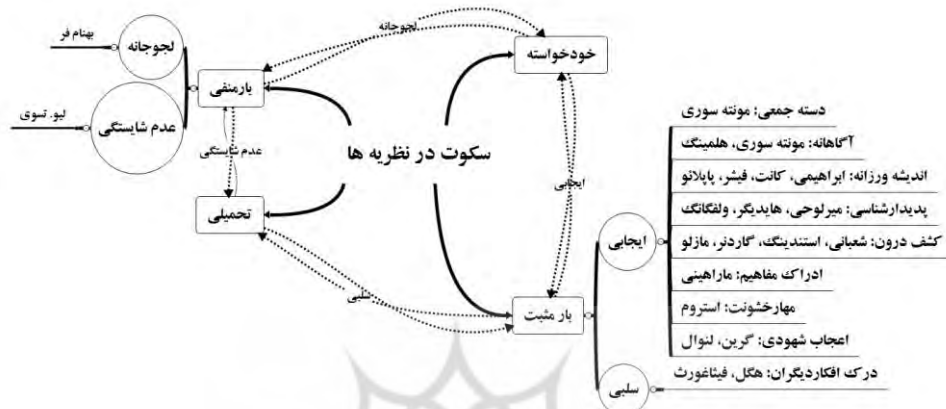 سکوت در نظریه ها
خودخواسته
لجوجانه
بارمنفی
لجوجانه
بهنام فر
عدم شایستگی
لیو. تسوی
عدم شایستگی
تحمیلی
سلبی
ایجابی
بار مثبت
ایجابی
دسته جمعی: مونته سوری
آگاهانه: مونته سوری، هلمینگ
اندیشه ورزانه: ابراهیمی، کانت، فیشر، پاپلائو
پدیدارشناسی: میرلوحی، هایدیگر، ولفگانگ
کشف درون: شعبانی، استندینگ، گاردنر، مازلو
ادراک مفاهیم: ماراهینی
مهارخشونت: استروم
اعجاب شهودی: گرین، لنوال
سلبی
درک افکاردیگران: هگل، فیثاغورث